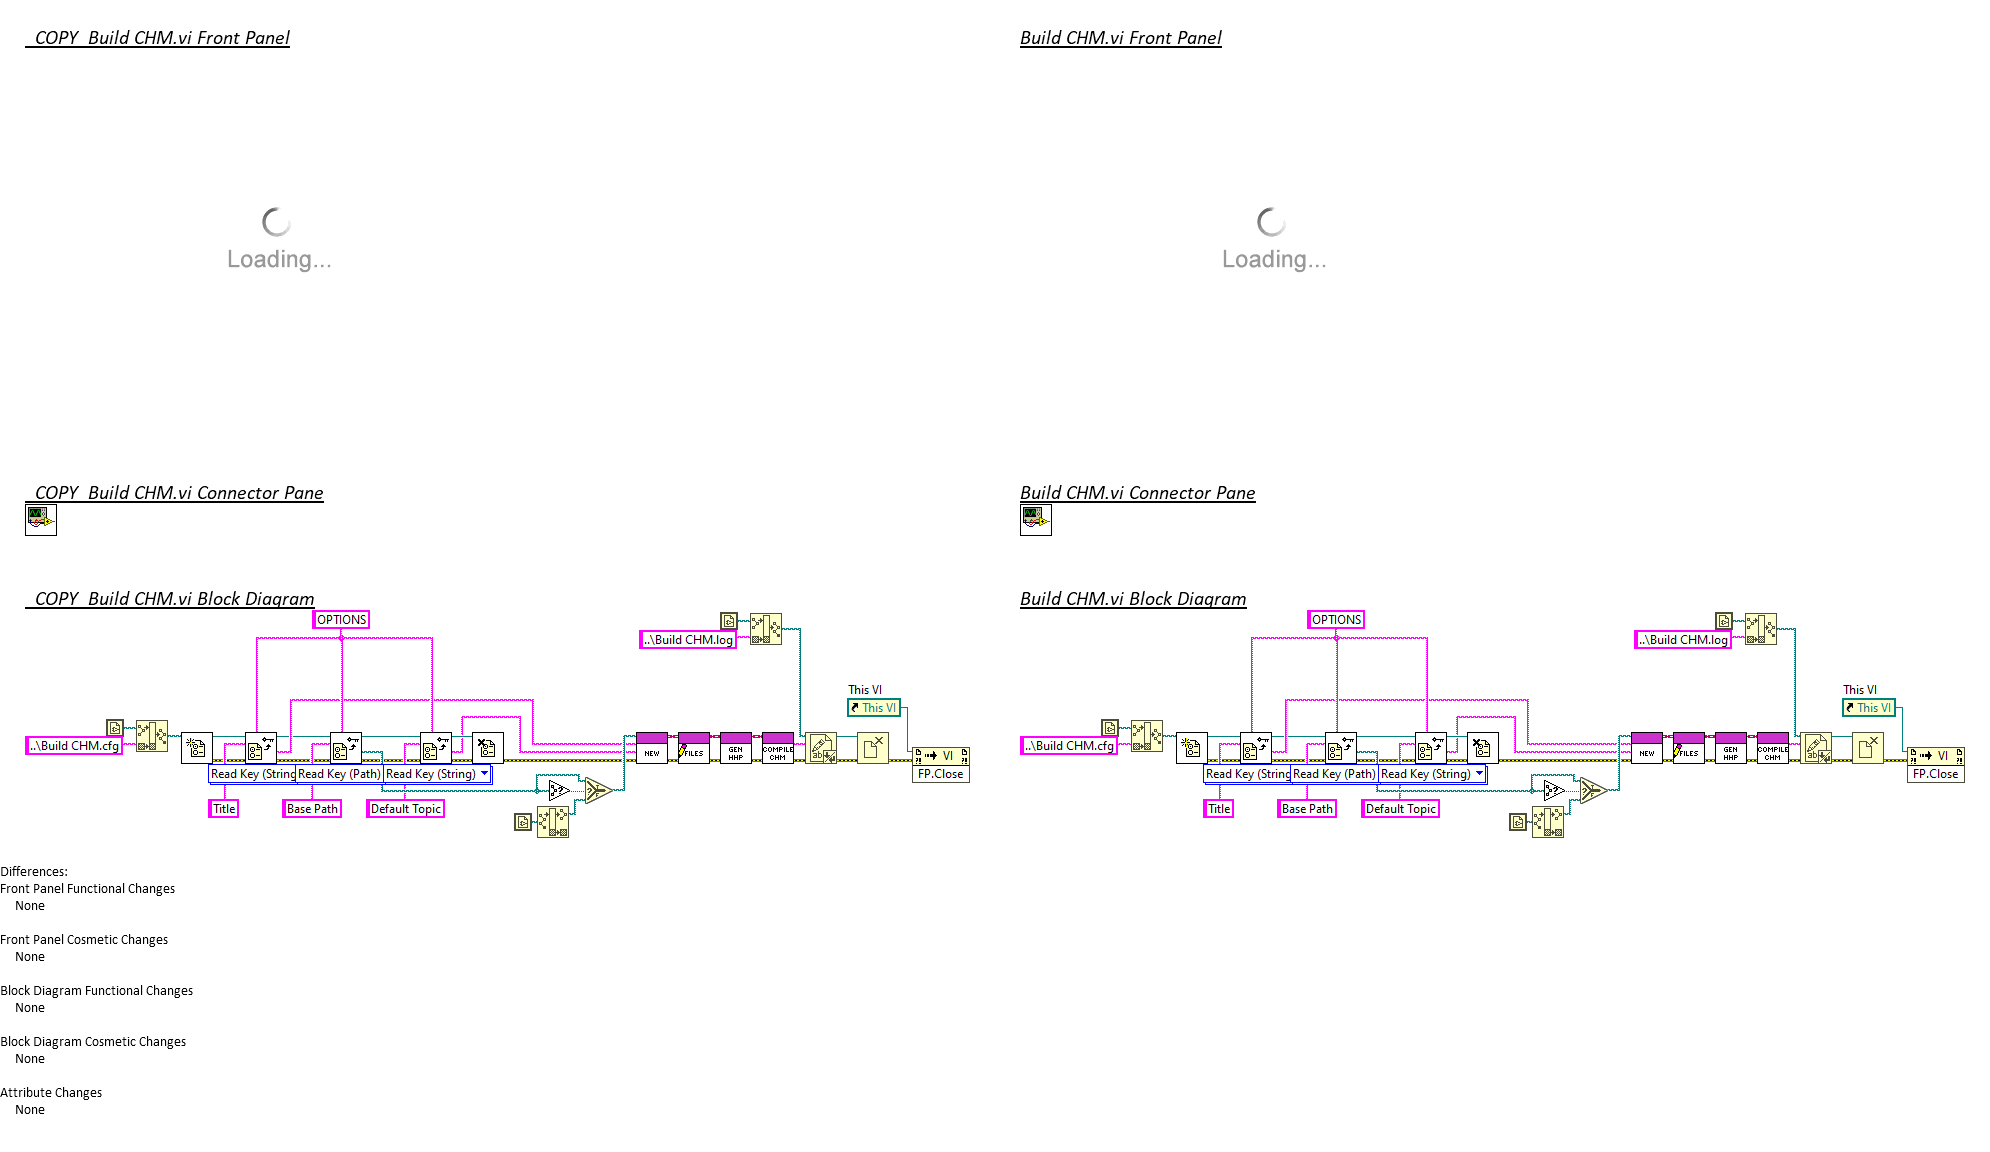 COPY  Build CHM.vi Front Panel
Build CHM.vi Front Panel
Loading...
Loading...
COPY  Build CHM.vi Connector Pane
Build CHM.vi Connector Pane
COPY  Build CHM.vi Block Diagram
Build CHM.vi Block Diagram
OPTIONS
..\Build CHM.log
This VI
This VI
..\Build CHM.cfg
NEW
FILES
GEN HHP
COMPILE CHM
ab
VI
FP.Close
Read Key (String
Read Key (Path)
Read Key (String)
Title
Base Path
Default Topic
OPTIONS
..\Build CHM.log
This VI
This VI
..\Build CHM.cfg
NEW
FILES
GEN HHP
COMPILE CHM
ab
VI
FP.Close
Read Key (String
Read Key (Path)
Read Key (String)
Title
Base Path
Default Topic
Differences:
Front Panel Functional Changes
None
Front Panel Cosmetic Changes
None
Block Diagram Functional Changes
None
Block Diagram Cosmetic Changes
None
Attribute Changes
None